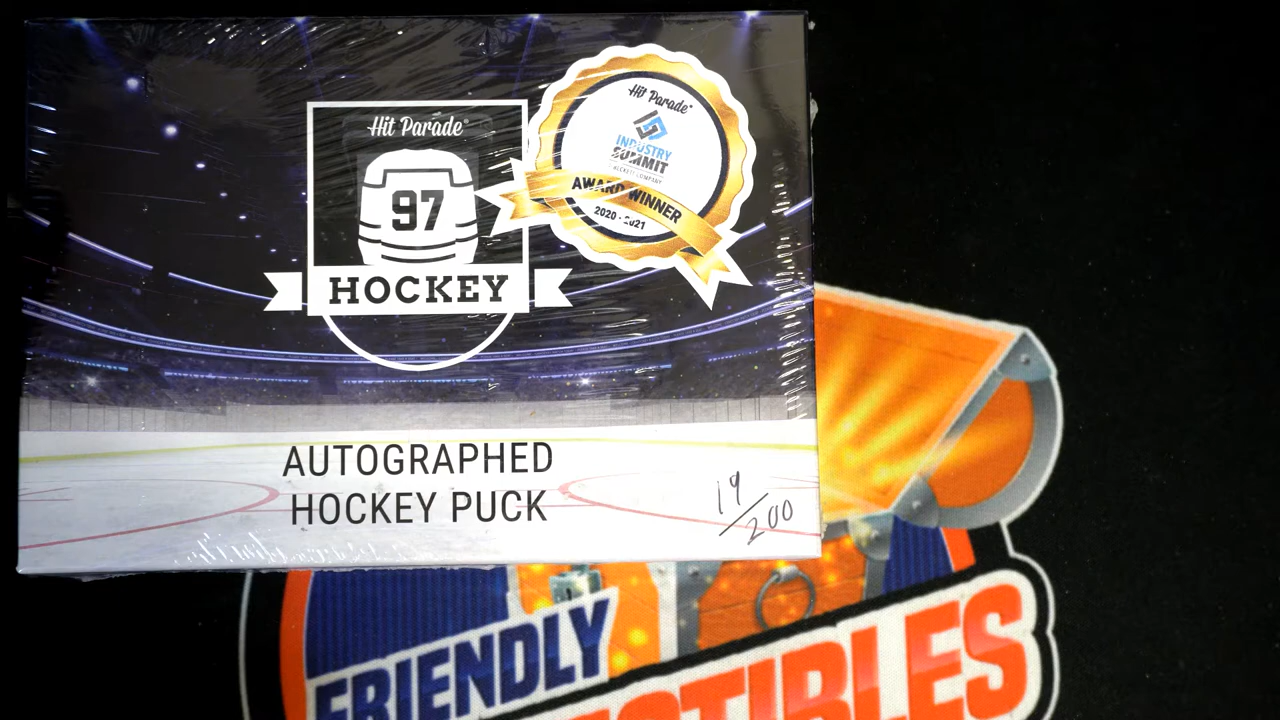 Hit Parade®
97
HOCKEY
Hit Parade®
INDUSTRY
SUMMIT
AWARD WINNER
2020 - 2021
AUTOGRAPHED
HOCKEY PUCK
19/200
FRIENDLY